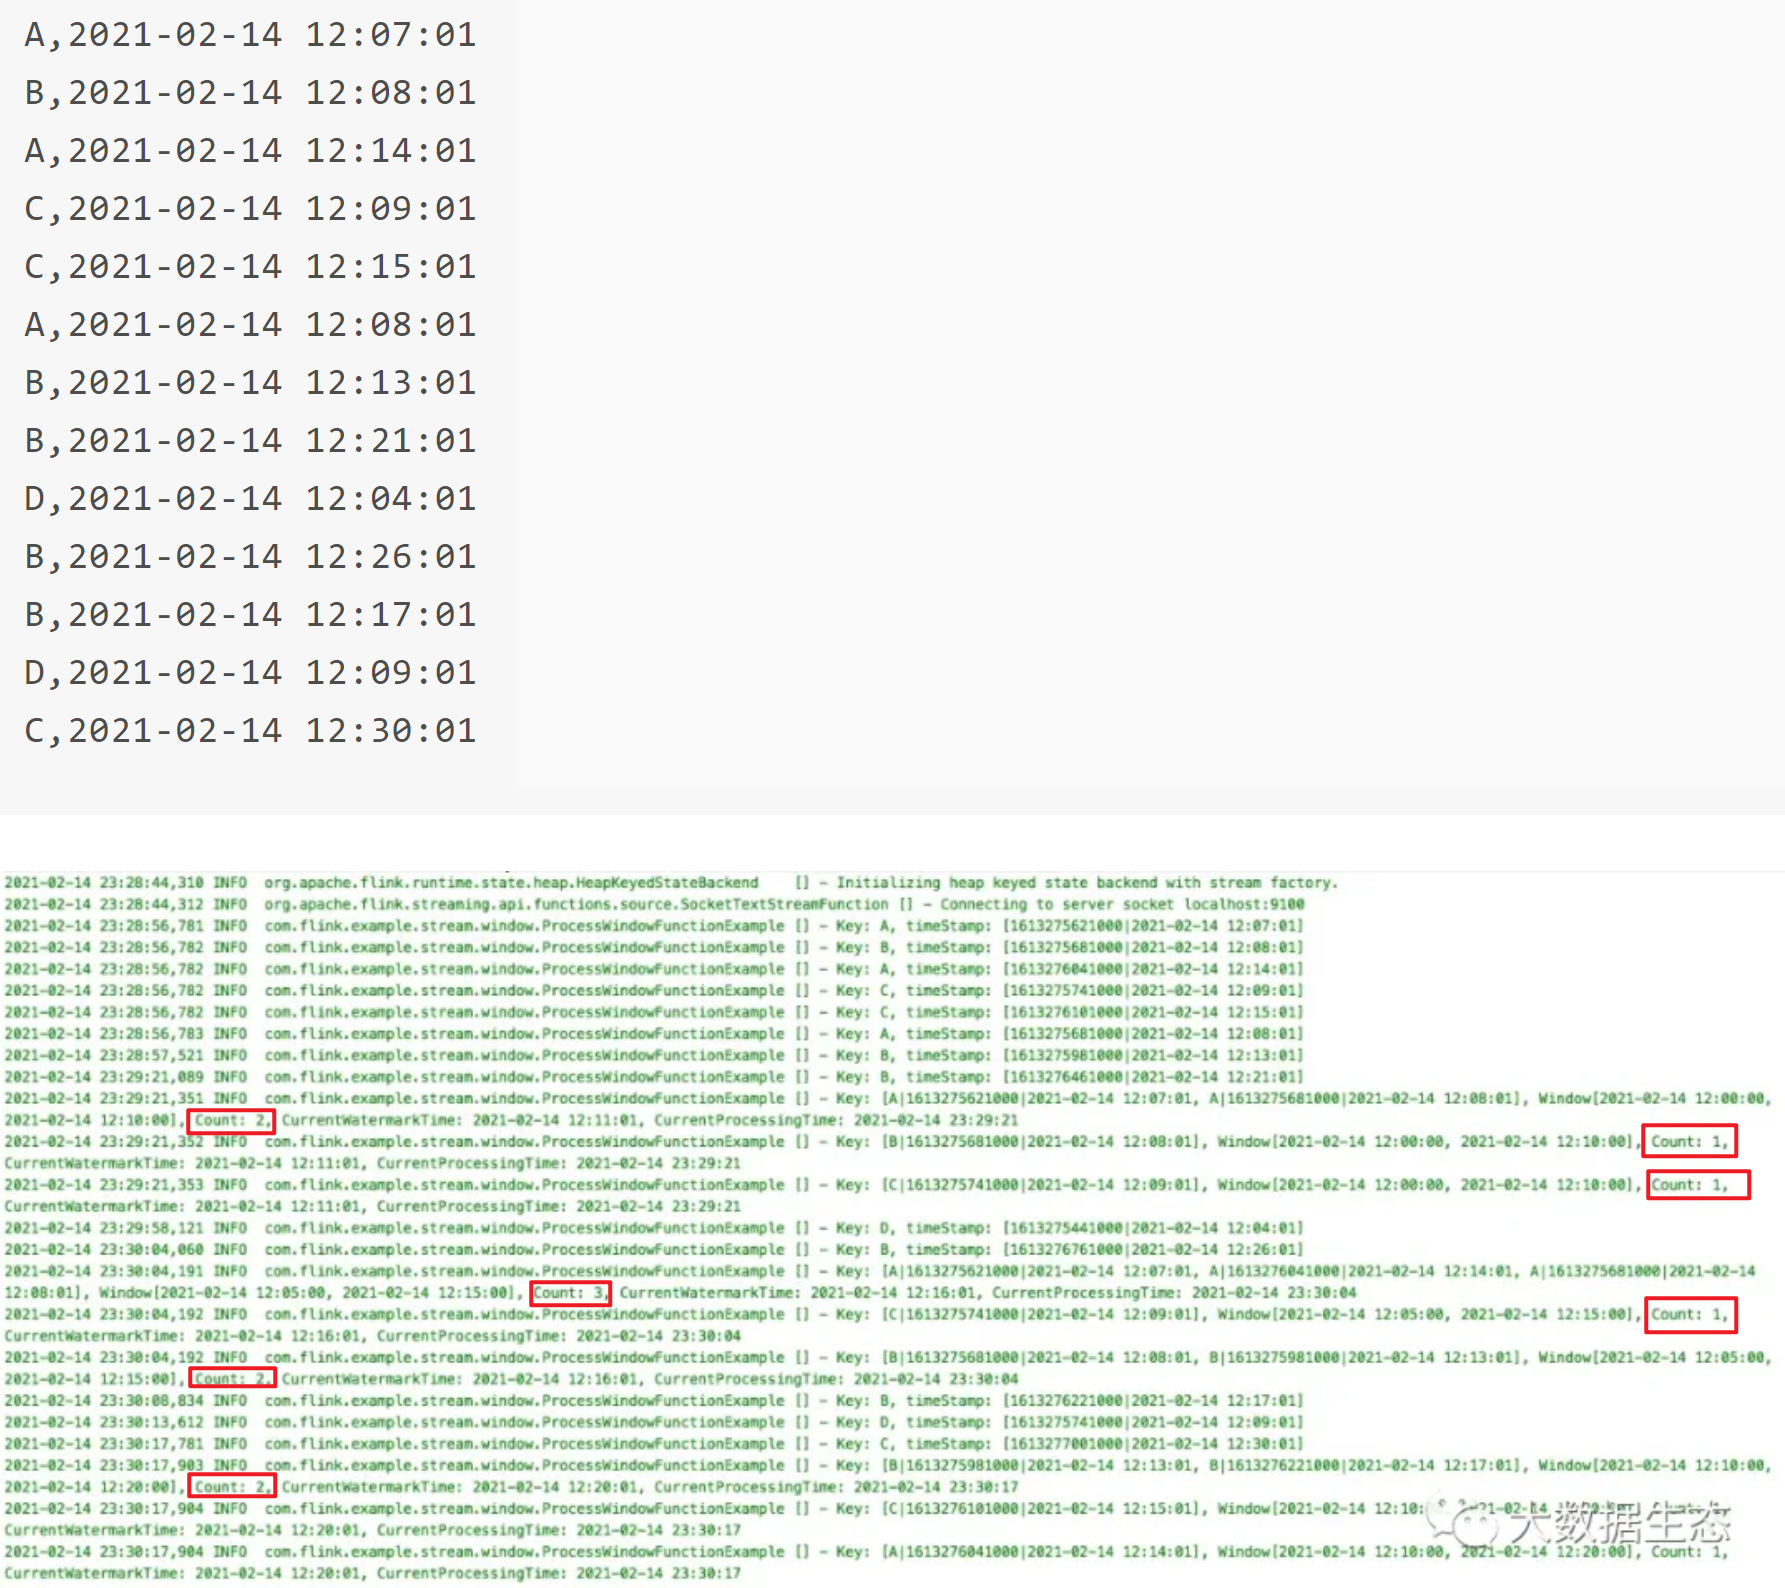 A,2021-02-14 12:07:01
B,2021-02-14 12:08:01
A,2021-02-14 12:14:01
C,2021-02-14 12:09:01
C,2021-02-14 12:15:01
A,2021-02-14 12:08:01
B,2021-02-14 12:13:01
B,2021-02-14 12:21:01
D,2021-02-14 12:04:01
B,2021-02-14 12:26:01
B,2021-02-14 12:17:01
D,2021-02-14 12:09:01
C,2021-02-14 12:30:01
2021-02-14 23:28:44,310 INFO org.apache.flink.runtime.state.heap.HeapKeyedStateBackend [] - Initializing heap keyed state backend with stream factory.
2021-02-14 23:28:44,312 INFO org.apache.flink.streaming.api.functions.source.SocketTextStreamFunction [] - Connecting to server socket localhost:9100
2021-02-14 23:28:56,781 INFO com.flink.example.stream.window.ProcessWindowFunctionExample [] - Key: A, timeStamp: [1613275621000|2021-02-14 12:07:01]
2021-02-14 23:28:56,782 INFO com.flink.example.stream.window.ProcessWindowFunctionExample [] - Key: B, timeStamp: [1613275681000|2021-02-14 12:08:01]
2021-02-14 23:28:56,782 INFO com.flink.example.stream.window.ProcessWindowFunctionExample [] - Key: A, timeStamp: [1613276041000|2021-02-14 12:14:01]
2021-02-14 23:28:56,782 INFO com.flink.example.stream.window.ProcessWindowFunctionExample [] - Key: C, timeStamp: [1613275741000|2021-02-14 12:09:01]
2021-02-14 23:28:56,782 INFO com.flink.example.stream.window.ProcessWindowFunctionExample [] - Key: C, timeStamp: [1613276101000|2021-02-14 12:15:01]
2021-02-14 23:28:56,783 INFO com.flink.example.stream.window.ProcessWindowFunctionExample [] - Key: A, timeStamp: [1613275681000|2021-02-14 12:08:01]
2021-02-14 23:28:57,521 INFO com.flink.example.stream.window.ProcessWindowFunctionExample [] - Key: B, timeStamp: [1613275981000|2021-02-14 12:13:01]
2021-02-14 23:29:21,089 INFO com.flink.example.stream.window.ProcessWindowFunctionExample [] - Key: B, timeStamp: [1613276461000|2021-02-14 12:21:01]
2021-02-14 23:29:21,351 INFO com.flink.example.stream.window.ProcessWindowFunctionExample [] - Key: [A|1613275621000|2021-02-14 12:07:01, A|1613275681000|2021-02-14 12:08:01], Window[2021-02-14 12:00:00,
2021-02-14 12:10:00], Count: 2, CurrentWatermarkTime: 2021-02-14 12:11:01, CurrentProcessingTime: 2021-02-14 23:29:21
2021-02-14 23:29:21,352 INFO com.flink.example.stream.window.ProcessWindowFunctionExample [] - Key: [B|1613275681000|2021-02-14 12:08:01], Window[2021-02-14 12:00:00, 2021-02-14 12:10:00], Count: 1,
CurrentWatermarkTime: 2021-02-14 12:11:01, CurrentProcessingTime: 2021-02-14 23:29:21
2021-02-14 23:29:21,353 INFO com.flink.example.stream.window.ProcessWindowFunctionExample [] - Key: [C|1613275741000|2021-02-14 12:09:01], Window[2021-02-14 12:00:00, 2021-02-14 12:10:00], Count: 1,
CurrentWatermarkTime: 2021-02-14 12:11:01, CurrentProcessingTime: 2021-02-14 23:29:21
2021-02-14 23:29:58,121 INFO com.flink.example.stream.window.ProcessWindowFunctionExample [] - Key: D, timeStamp: [1613275441000|2021-02-14 12:04:01]
2021-02-14 23:30:04,060 INFO com.flink.example.stream.window.ProcessWindowFunctionExample [] - Key: B, timeStamp: [1613276761000|2021-02-14 12:26:01]
2021-02-14 23:30:04,191 INFO com.flink.example.stream.window.ProcessWindowFunctionExample [] - Key: [A|1613275621000|2021-02-14 12:07:01, A|1613276041000|2021-02-14 12:14:01, A|1613275681000|2021-02-14
12:08:01], Window[2021-02-14 12:05:00, 2021-02-14 12:15:00], Count: 3, CurrentWatermarkTime: 2021-02-14 12:16:01, CurrentProcessingTime: 2021-02-14 23:30:04
2021-02-14 23:30:04,192 INFO com.flink.example.stream.window.ProcessWindowFunctionExample [] - Key: [C|1613275741000|2021-02-14 12:09:01], Window[2021-02-14 12:05:00, 2021-02-14 12:15:00], Count: 1,
CurrentWatermarkTime: 2021-02-14 12:16:01, CurrentProcessingTime: 2021-02-14 23:30:04
2021-02-14 23:30:04,192 INFO com.flink.example.stream.window.ProcessWindowFunctionExample [] - Key: [B|1613275681000|2021-02-14 12:08:01, B|1613275981000|2021-02-14 12:13:01], Window[2021-02-14 12:05:00,
2021-02-14 12:15:00], Count: 2, CurrentWatermarkTime: 2021-02-14 12:16:01, CurrentProcessingTime: 2021-02-14 23:30:04
2021-02-14 23:30:08,834 INFO com.flink.example.stream.window.ProcessWindowFunctionExample [] - Key: B, timeStamp: [1613276221000|2021-02-14 12:17:01]
2021-02-14 23:30:13,612 INFO com.flink.example.stream.window.ProcessWindowFunctionExample [] - Key: D, timeStamp: [1613275741000|2021-02-14 12:09:01]
2021-02-14 23:30:17,781 INFO com.flink.example.stream.window.ProcessWindowFunctionExample [] - Key: C, timeStamp: [1613277001000|2021-02-14 12:30:01]
2021-02-14 23:30:17,903 INFO com.flink.example.stream.window.ProcessWindowFunctionExample [] - Key: [B|1613275981000|2021-02-14 12:13:01, B|1613276221000|2021-02-14 12:17:01], Window[2021-02-14 12:10:00,
2021-02-14 12:20:00], Count: 2, CurrentWatermarkTime: 2021-02-14 12:20:01, CurrentProcessingTime: 2021-02-14 23:30:17
2021-02-14 23:30:17,904 INFO com.flink.example.stream.window.ProcessWindowFunctionExample [] - Key: [C|1613276101000|2021-02-14 12:15:01], Window[2021-02-14
大数据生态
CurrentWatermarkTime: 2021-02-14 12:20:01, CurrentProcessingTime: 2021-02-14 23:30:17
2021-02-14 23:30:17,904 INFO com.flink.example.stream.window.ProcessWindowFunctionExample [] - Key: [A|1613276041000|2021-02-14 12:14:01], Window[2021-02-14 12:10:00, 2021-02-14 12:20:00], Count: 1,
CurrentWatermarkTime: 2021-02-14 12:20:01, CurrentProcessingTime: 2021-02-14 23:30:17